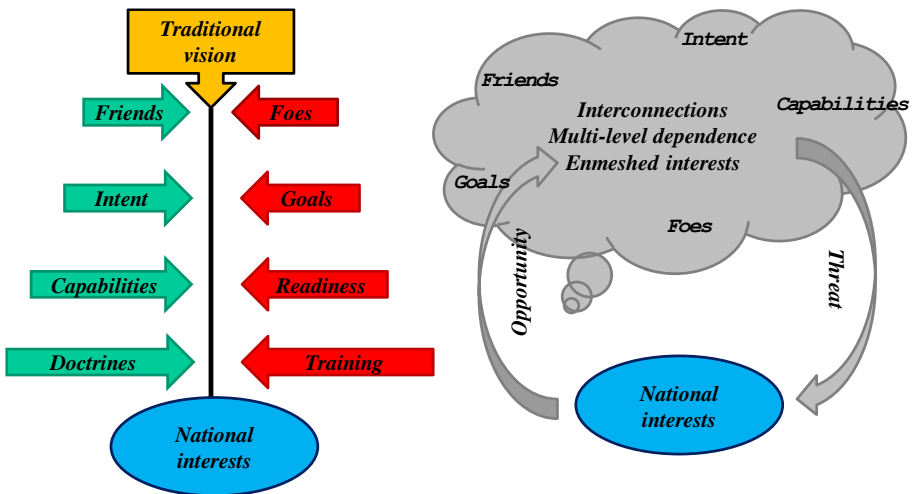 Traditional
vision
Friends
Foes
Intent
Goals
Capabilities
Readiness
Doctrines
Training
National
interests
Intent
Friends
Capabilities
Interconnections
Multi-level dependence
Enmeshed interests
Goals
Foes
Opportunity
Threat
National
interests